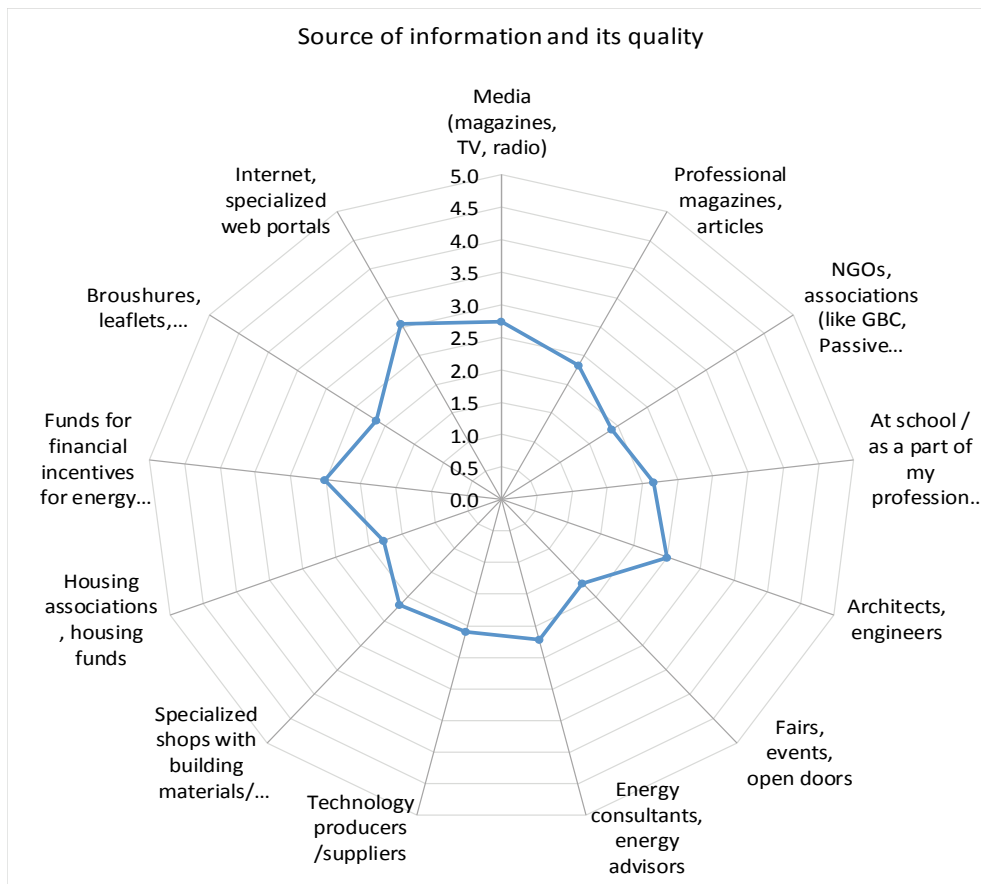 Source of information and its quality
Media
(magazines,
TV, radio)
Professional
magazines,
articles
NGOs,
associations
(like GBC,
Passive...
At school /
as a part of
my
profession..
Architects,
engineers
Fairs,
events,
open doors
Energy
consultants,
energy
advisors
Technology
producers
/suppliers
Specialized
shops with
building
materials/...
Housing
associations
, housing
funds
Funds for
financial
incentives
for energy...
Broushures,
leaflets,...
Internet,
specialized
web portals
5.0
4.5
4.0
3.5
3.0
2.5
2.0
1.5
1.0
0.5
0.0